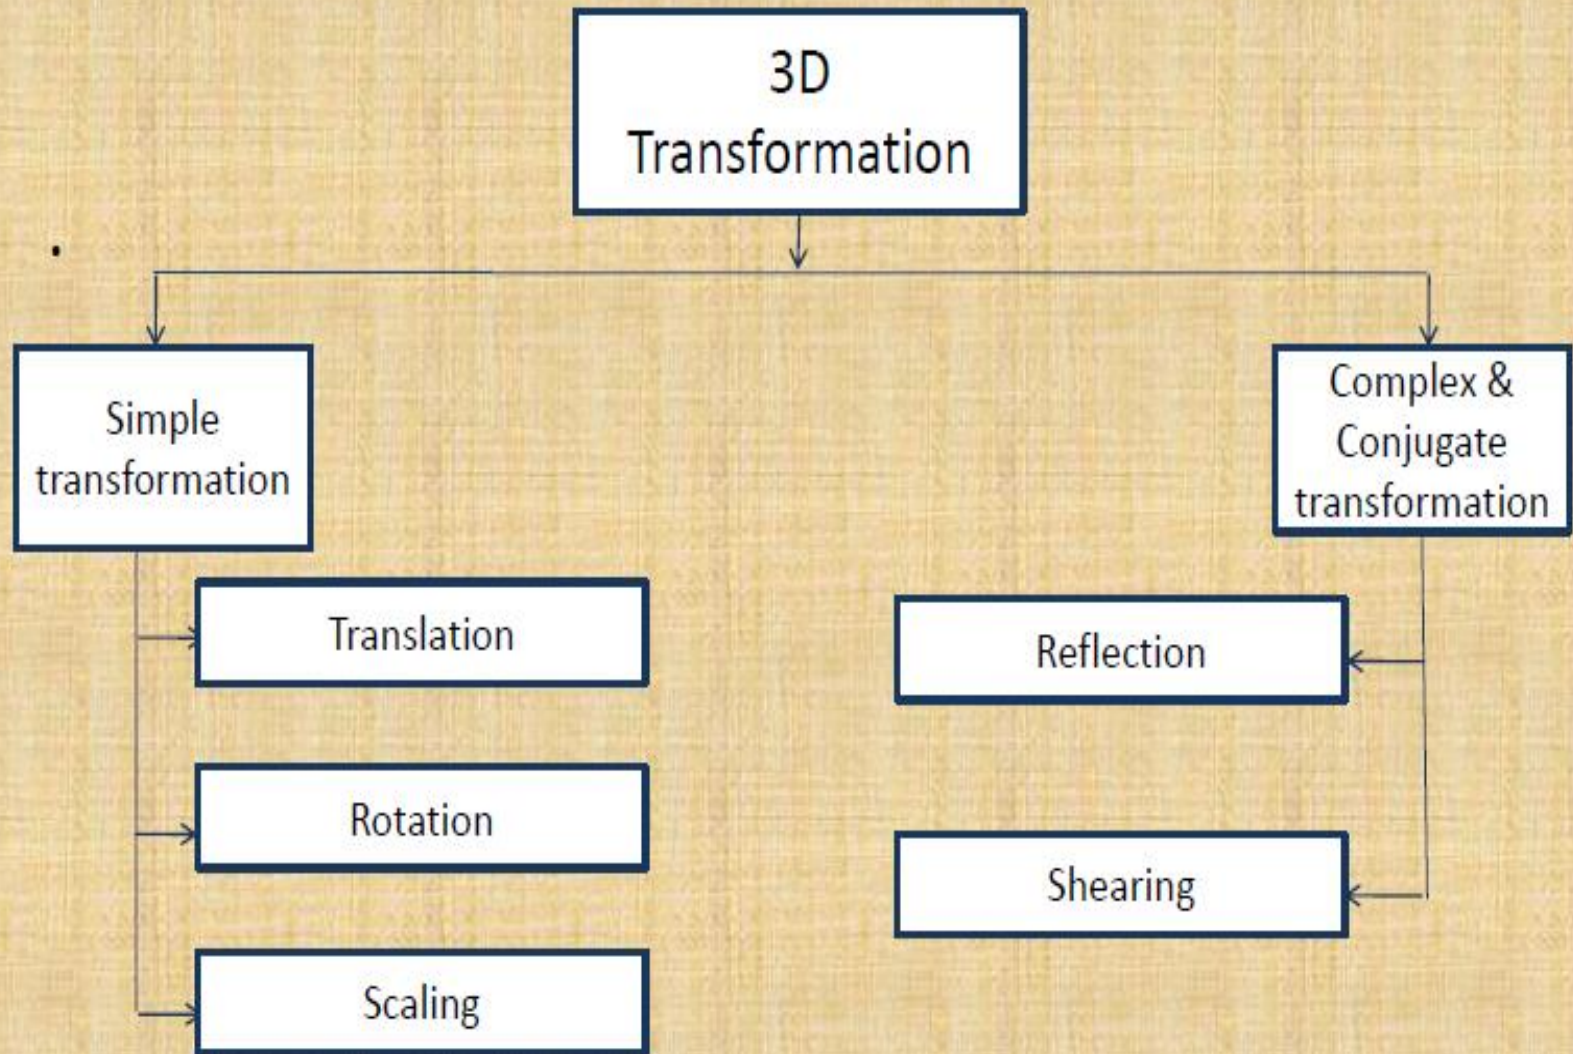 3D
Transformation
.
Simple
transformation
Complex &
Conjugate
transformation
Translation
Reflection
Rotation
Shearing
Scaling